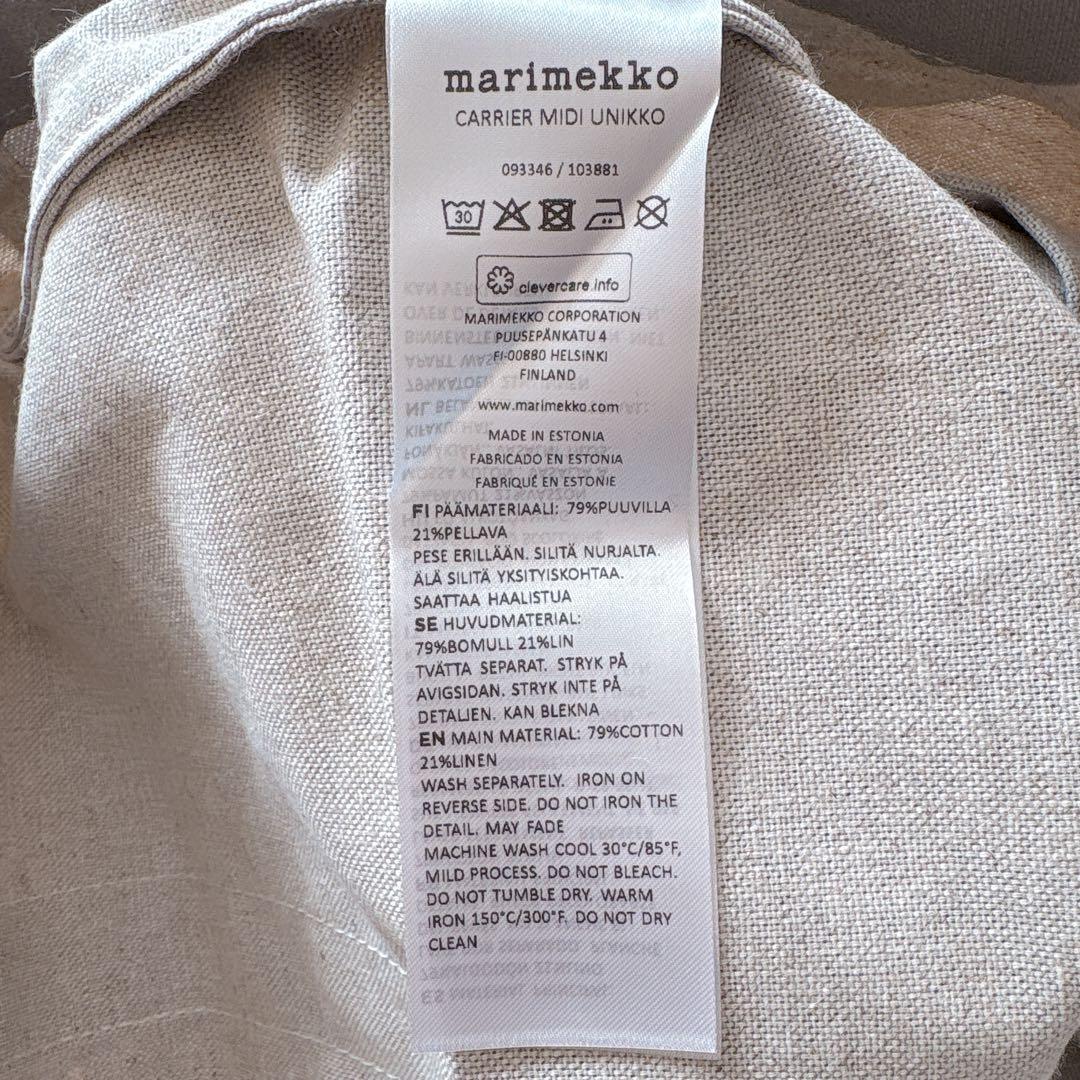 marimekko
CARRIER MIDI UNIKKO
093346 / 103881
30
clevercare.info
MARIMEKKO CORPORATION
PUUSEPÄNKATU 4
FI-00880 HELSINKI
FINLAND
www.marimekko.com
MADE IN ESTONIA
FABRICADO EN ESTONIA
FABRIQUÉ EN ESTONIE
FI PÄÄMATERIAALI: 79%PUUVILLA
21%PELLAVA
PESE ERILLÄÄN. SILITÄ NURJALTA.
ÄLÄ SILITÄ YKSITYISKOHTAA.
SAATTAA HAALISTUA
SE HUVUDMATERIAL:
79%BOMULL 21%LIN
TVÄTTA SEPARAT. STRYK PÅ
AVIGSIDAN. STRYK INTE PÅ
DETALJEN. KAN BLEKNA
EN MAIN MATERIAL: 79%COTTON
21%LINEN
WASH SEPARATELY. IRON ON
REVERSE SIDE. DO NOT IRON THE
DETAIL. MAY FADE
MACHINE WASH COOL 30°C/85°F,
MILD PROCESS. DO NOT BLEACH.
DO NOT TUMBLE DRY. WARM
IRON 150°C/300°F. DO NOT DRY
CLEAN